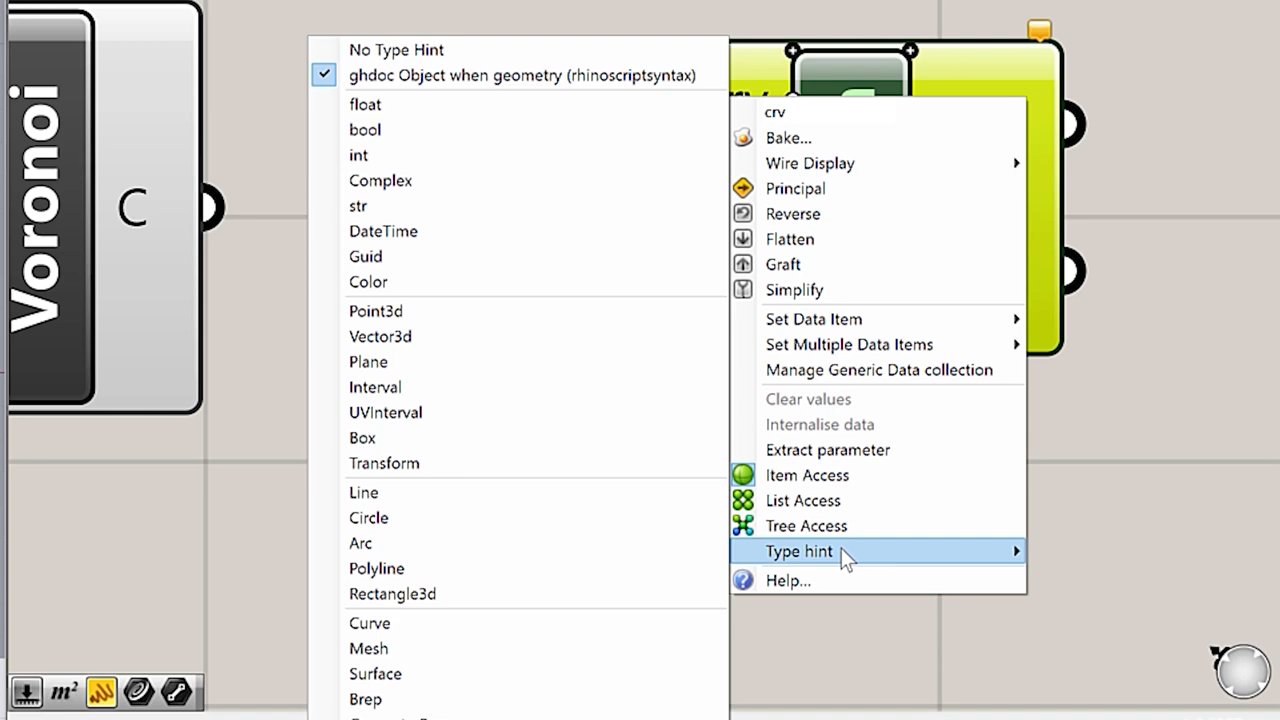 Voronoi
C
No Type Hint
ghdoc Object when geometry (rhinoscriptsyntax)
float
bool
int
Complex
str
DateTime
Guid
Color
Point3d
Vector3d
Plane
Interval
UVInterval
Box
Transform
Line
Circle
Arc
Polyline
Rectangle3d
Curve
Mesh
Surface
Brep
crv
Bake...
Wire Display
Principal
Reverse
Flatten
Graft
Simplify
Set Data Item
Set Multiple Data Items
Manage Generic Data collection
Clear values
Internalise data
Extract parameter
Item Access
List Access
Tree Access
Type hint
Help...
m²